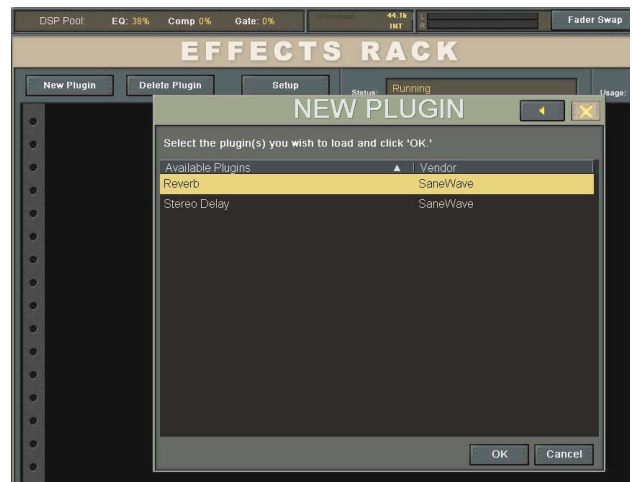 DSP Pool: EQ: 38% Comp 0% Gate: 0% 44.1k L Fader Swap
INT R
EFFECTS RACK
New Plugin Delete Plugin Setup Status: Running Usage:
NEW PLUGIN
Select the plugin(s) you wish to load and click 'OK.'
Available Plugins Vendor
Reverb SaneWave
Stereo Delay SaneWave
OK Cancel